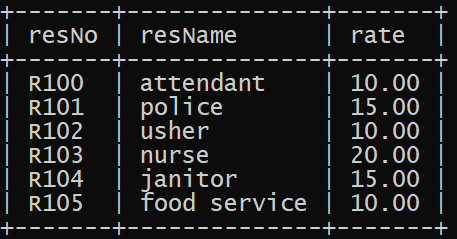 +-------+--------------+-------+
| resNo | resName      | rate  |
+-------+--------------+-------+
| R100  | attendant    | 10.00 |
| R101  | police       | 15.00 |
| R102  | usher        | 10.00 |
| R103  | nurse        | 20.00 |
| R104  | janitor      | 15.00 |
| R105  | food service | 10.00 |
+-------+--------------+-------+